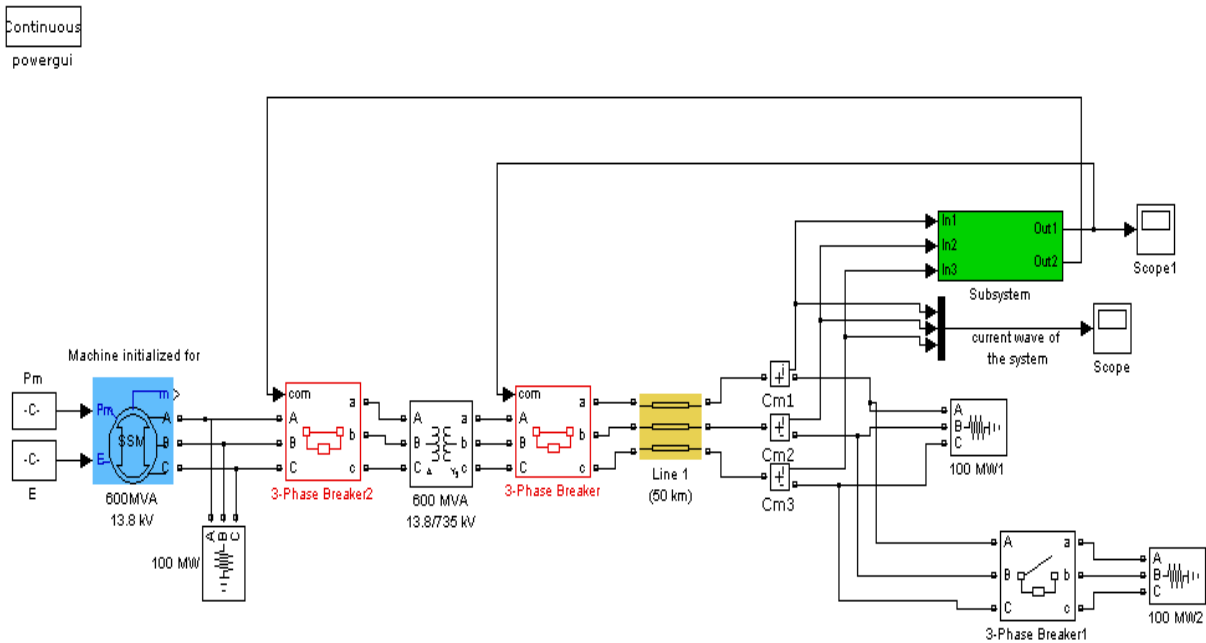 Continuous
powergui
In1
In2
In3
Out1
Out2
Subsystem
Scope1
current wave of
the system
Scope
Machine initialized for
Pm
-C-
-C-
E
Pm
E
m
SSM
A
B
C
600MVA
13.8 kV
A B C
100 MW
com
A
B
C
a
b
c
3-Phase Breaker2
A
B
C
a
b
c
Δ
Yg
600 MVA
13.8/735 kV
com
A
B
C
a
b
c
3-Phase Breaker
Line 1
(50 km)
+ i
-
Cm1
+ i
-
Cm2
+ i
-
Cm3
A
B
C
100 MW1
A
B
C
a
b
c
3-Phase Breaker1
A
B
C
100 MW2